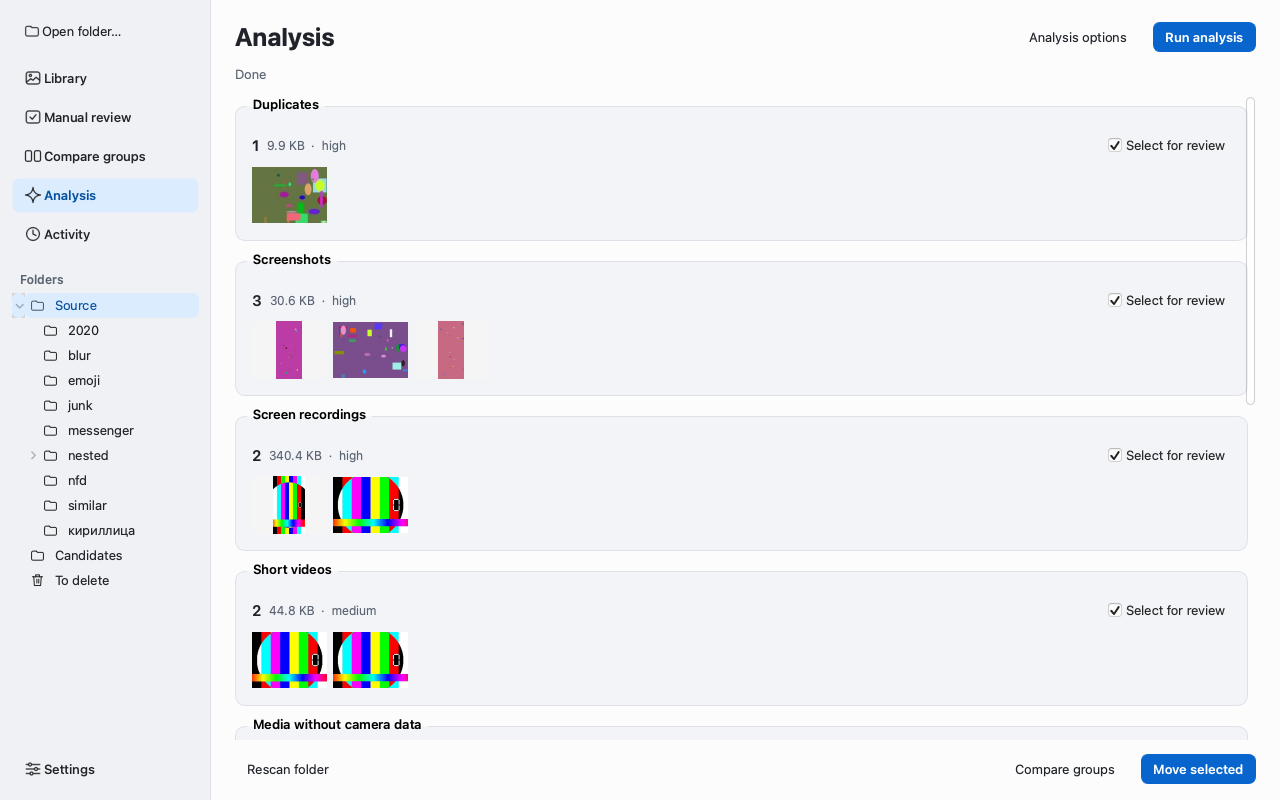 Open folder...
Library
Manual review
Compare groups
Analysis
Activity
Folders
Source
2020
blur
emoji
junk
messenger
nested
nfd
similar
кириллица
Candidates
To delete
Settings
Analysis
Analysis options
Run analysis
Done
Duplicates
1 9.9 KB · high
Select for review
Screenshots
3 30.6 KB · high
Select for review
Screen recordings
2 340.4 KB · high
Select for review
Short videos
2 44.8 KB · medium
Select for review
Media without camera data
Rescan folder
Compare groups
Move selected